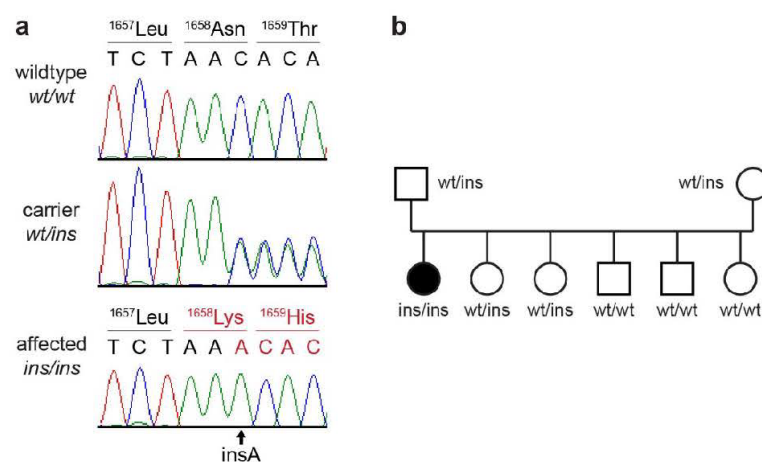 a
¹⁶⁵⁷Leu ¹⁶⁵⁸Asn ¹⁶⁵⁹Thr
T C T A A C A C A
wildtype
wt/wt
carrier
wt/ins
¹⁶⁵⁷Leu ¹⁶⁵⁸Lys ¹⁶⁵⁹His
T C T A A A C A C
affected
ins/ins
insA
b
wt/ins wt/ins
ins/ins wt/ins wt/ins wt/wt wt/wt wt/wt